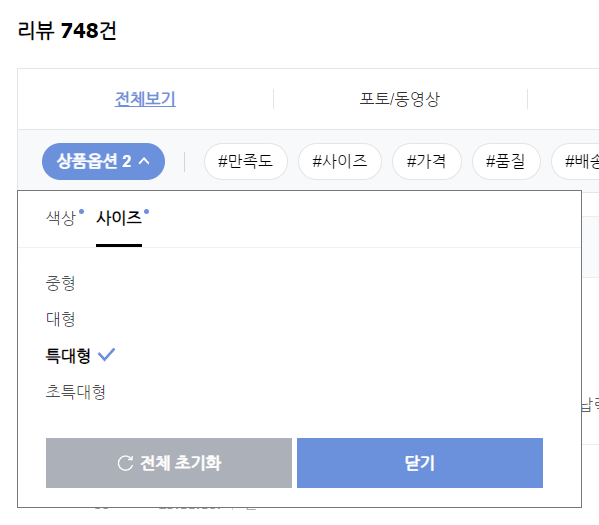 리뷰 748건
전체보기 포토/동영상
상품옵션 2 #만족도 #사이즈 #가격 #품질 #배송
색상 사이즈
중형
대형
특대형
초특대형
전체 초기화 닫기